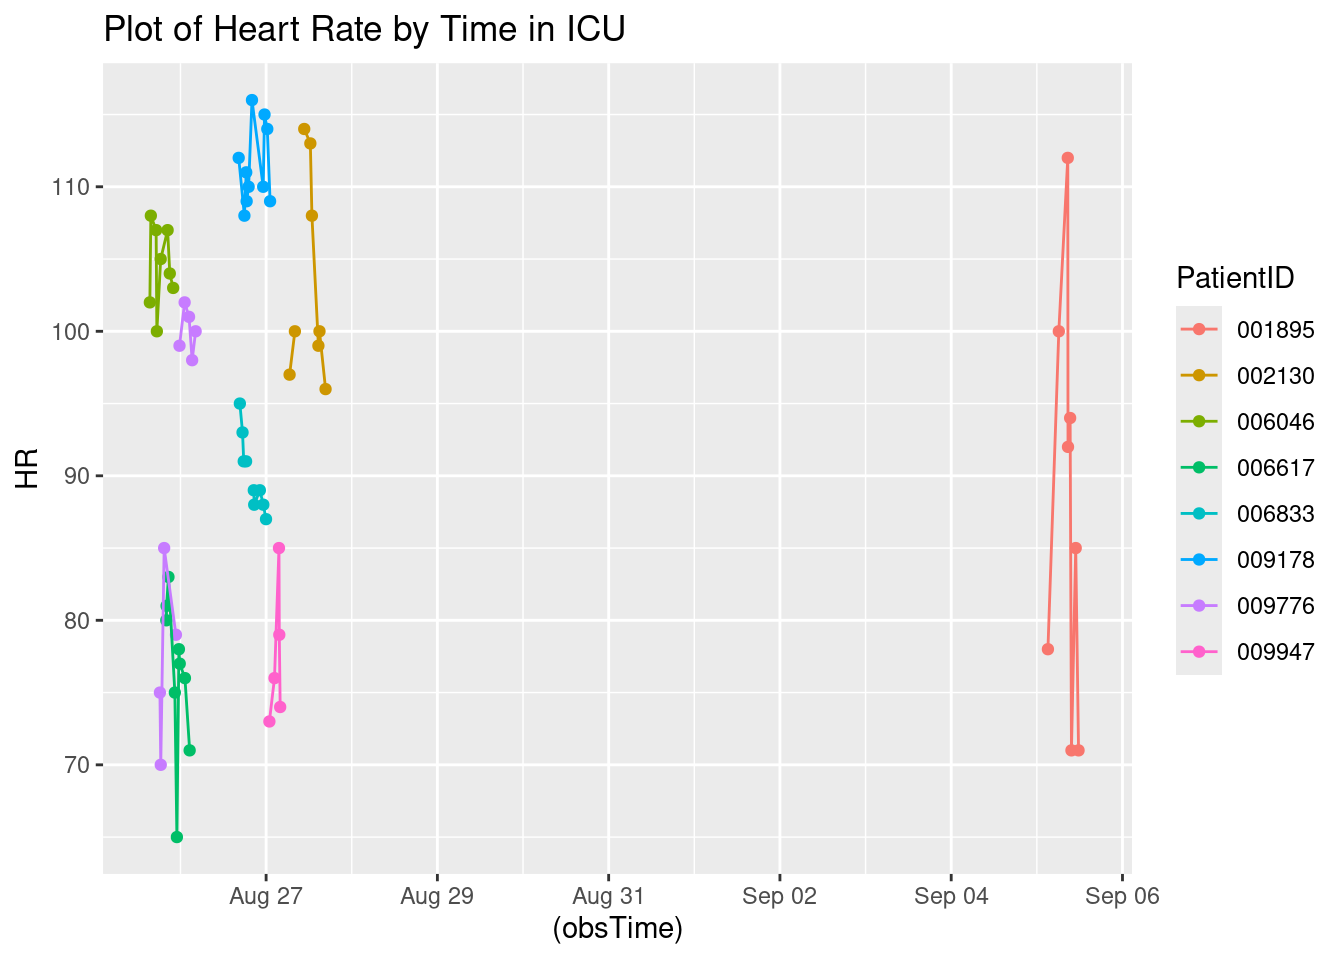 Plot of Heart Rate by Time in ICU
HR
110
100
90
80
70
Aug 27 Aug 29 Aug 31 Sep 02 Sep 04 Sep 06
(obsTime)
PatientID
001895
002130
006046
006617
006833
009178
009776
009947